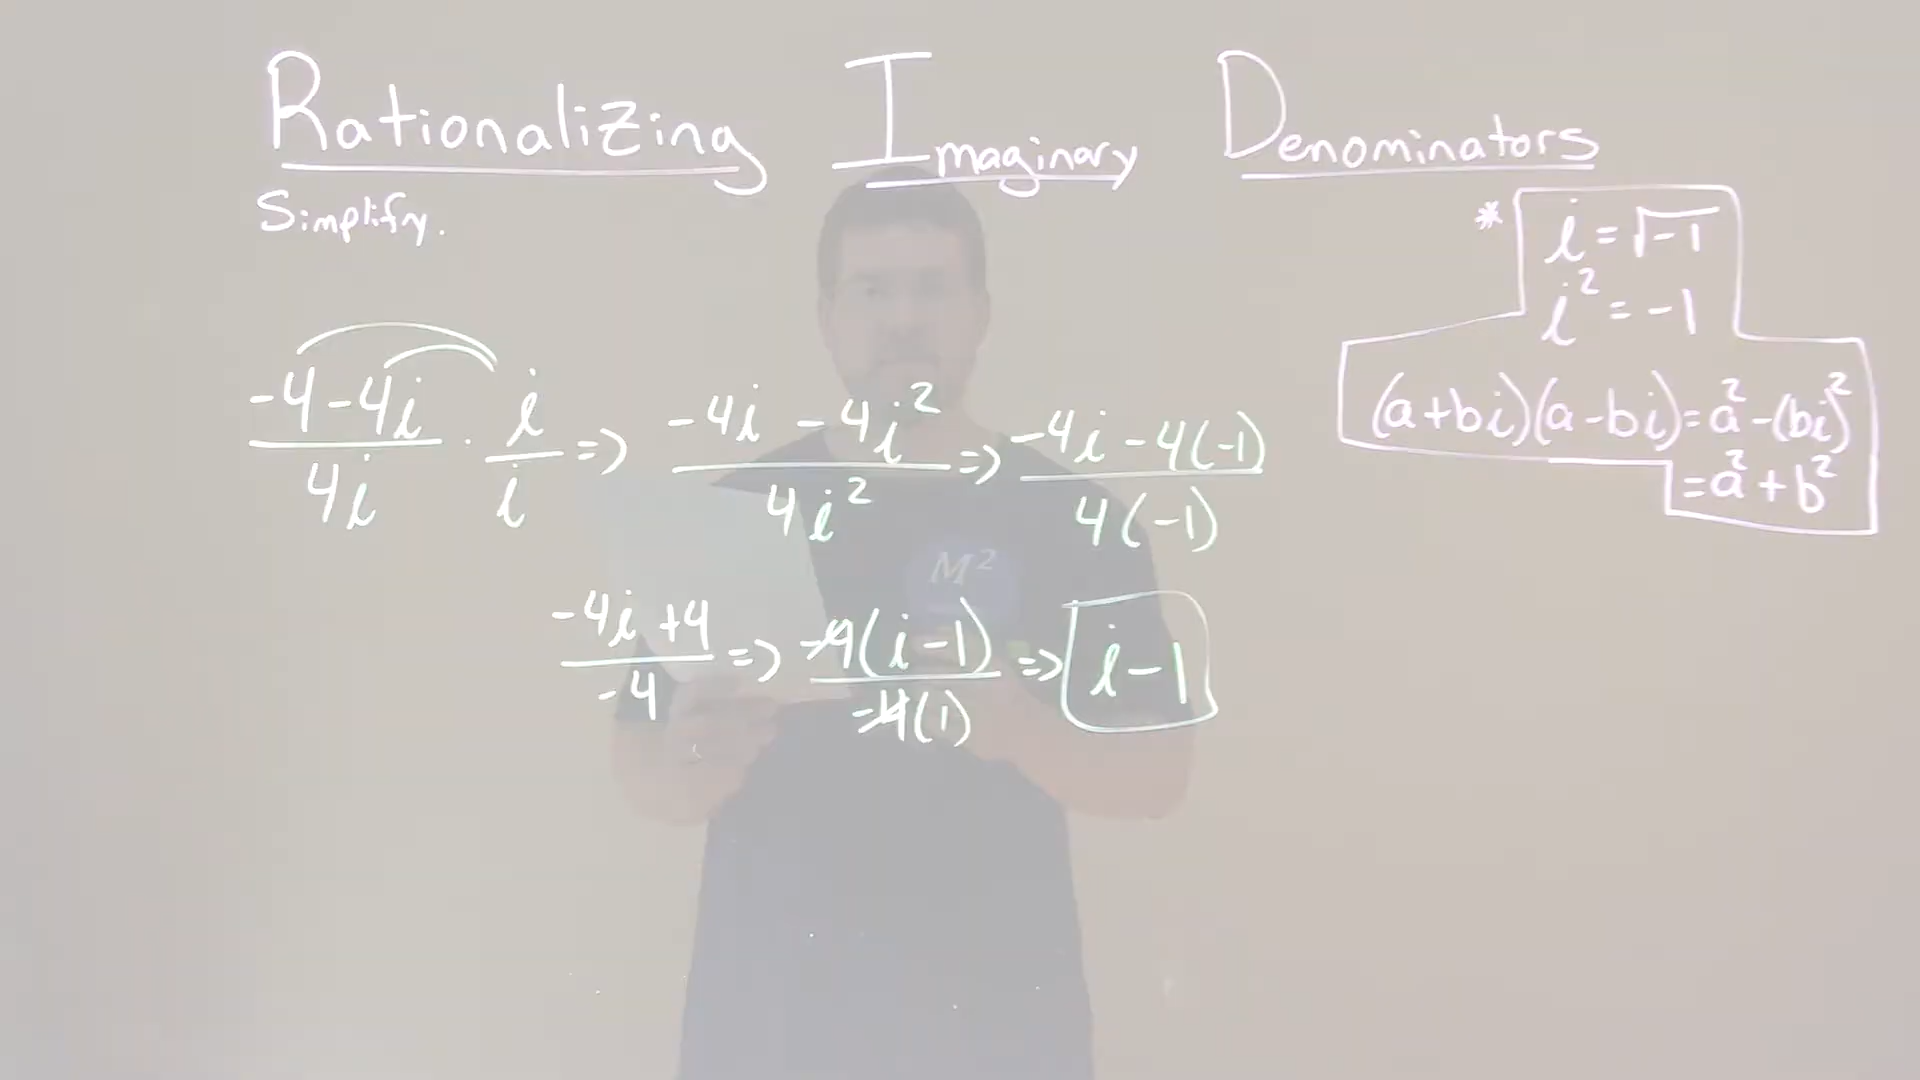 Rationalizing Imaginary Denominators
Simplify.
* i = √-1
i² = -1
(a+bi)(a-bi) = a² - (bi)²
= a² + b²
-4-4i / 4i · i / i => -4i - 4i² / 4i² => -4i - 4(-1) / 4(-1)
-4i + 4 / -4 => -4(i-1) / -4(1) => i-1
M²